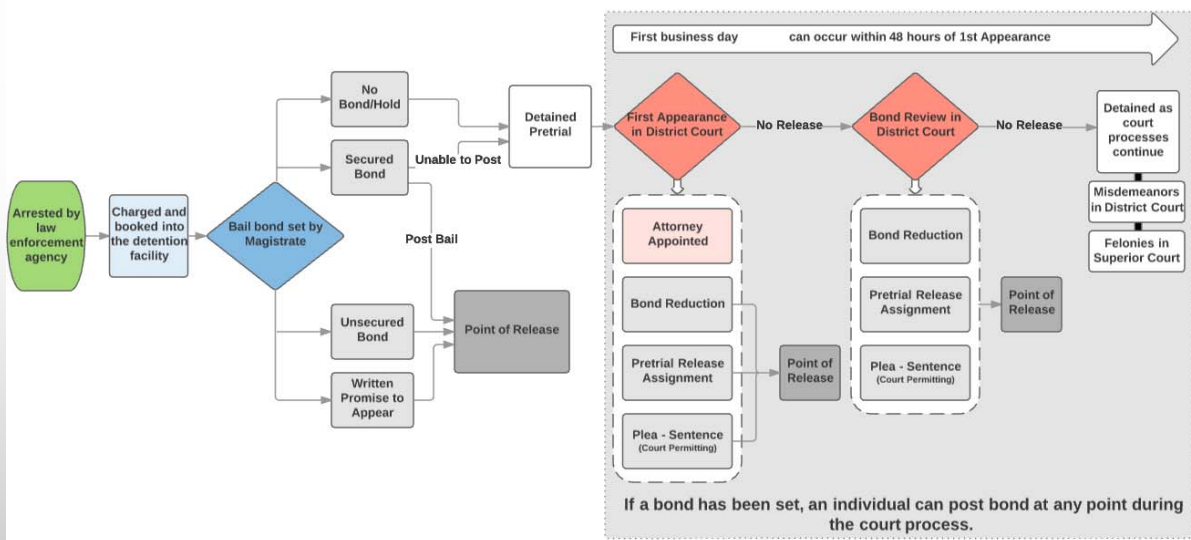 First business day can occur within 48 hours of 1st Appearance
Arrested by
law
enforcement
agency
Charged and
booked into
the detention
facility
Bail bond set by
Magistrate
No
Bond/Hold
Secured
Bond
Unable to Post
Post Bail
Unsecured
Bond
Written
Promise to
Appear
Point of Release
Detained
Pretrial
First Appearance
in District Court
No Release
Attorney
Appointed
Bond Reduction
Pretrial Release
Assignment
Plea - Sentence
(Court Permitting)
Point of
Release
Bond Review in
District Court
No Release
Bond Reduction
Pretrial Release
Assignment
Plea - Sentence
(Court Permitting)
Point of
Release
Detained as
court
processes
continue
Misdemeanors
in District Court
Felonies in
Superior Court
If a bond has been set, an individual can post bond at any point during
the court process.